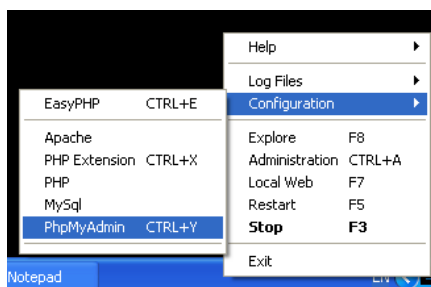 Help
Log Files
Configuration
Explore F8
Administration CTRL+A
Local Web F7
Restart F5
Stop F3
Exit
EasyPHP CTRL+E
Apache
PHP Extension CTRL+X
PHP
MySql
PhpMyAdmin CTRL+Y
Notepad
EN